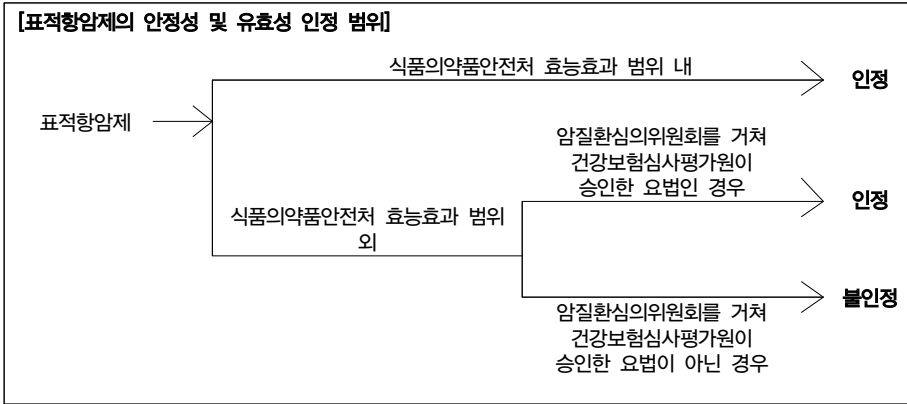 [표적항암제의 안정성 및 유효성 인정 범위]
식품의약품안전처 효능효과 범위 내
인정
표적항암제
암질환심의위원회를 거쳐
건강보험심사평가원이
승인한 요법인 경우
인정
식품의약품안전처 효능효과 범위
외
불인정
암질환심의위원회를 거쳐
건강보험심사평가원이
승인한 요법이 아닌 경우